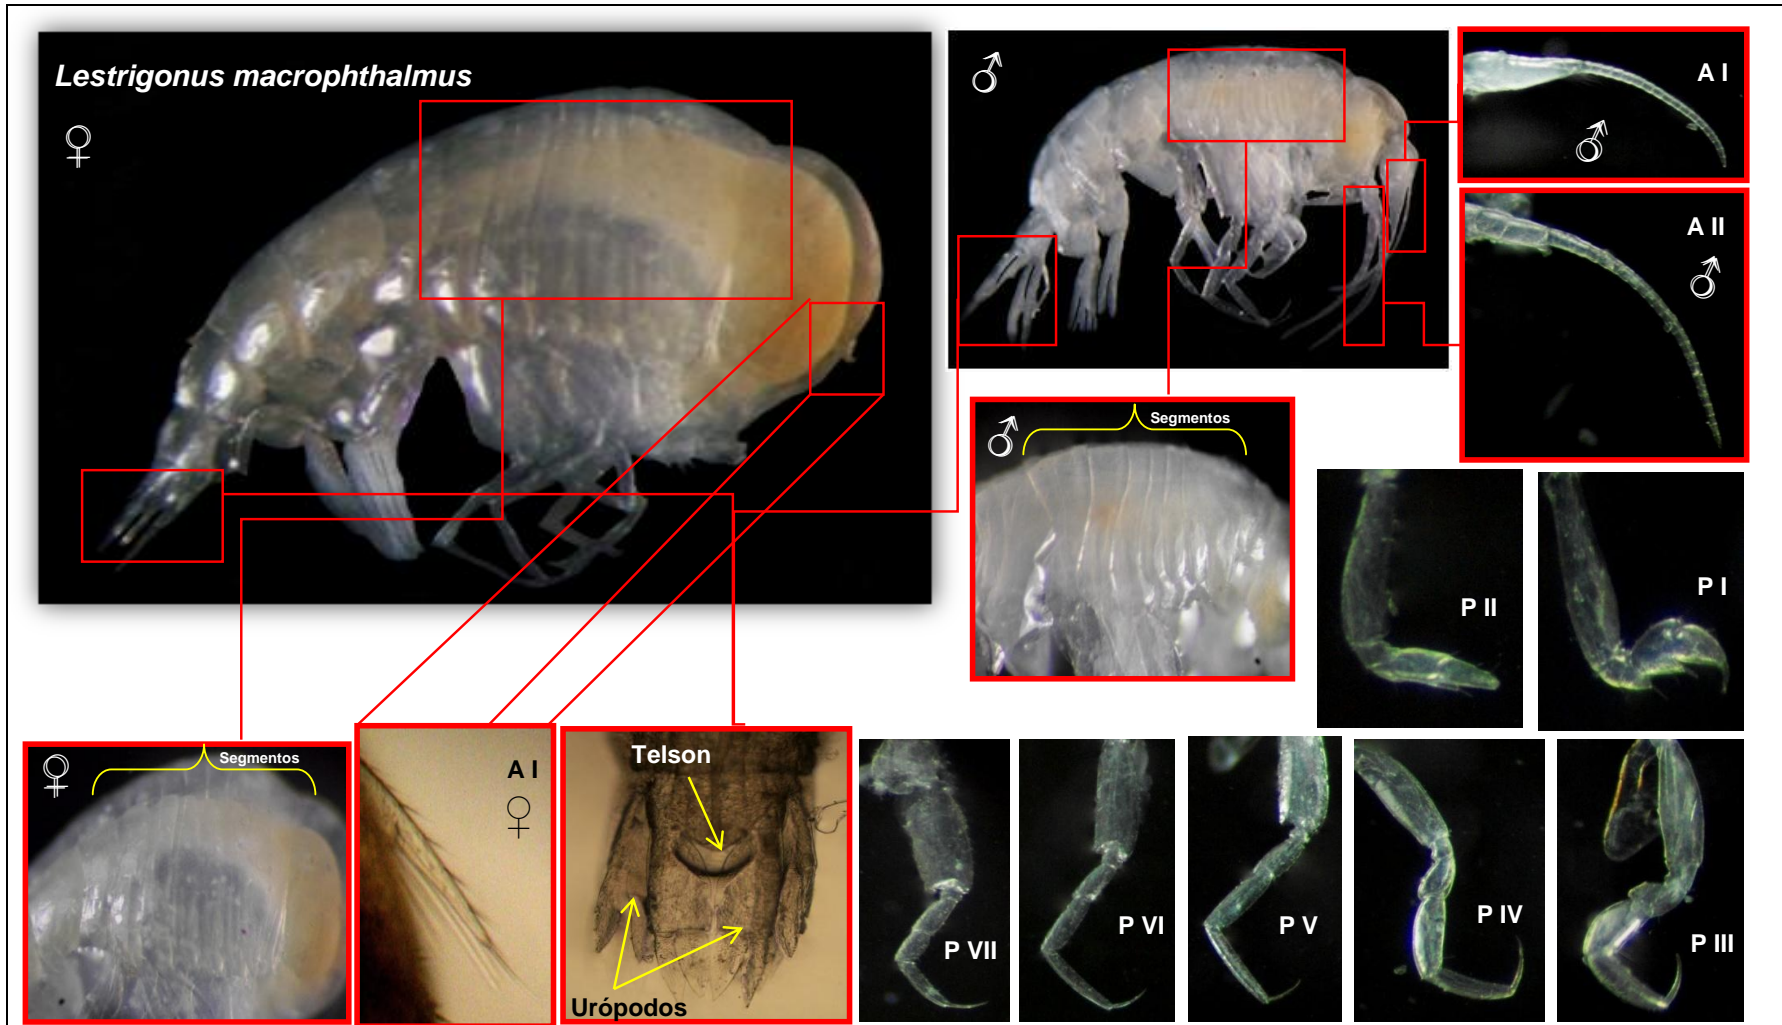 Lestrigonus macrophthalmus
♀
♂
A I
♂
A II
♂
♂
Segmentos
P II
P I
♀
Segmentos
A I
♀
Telson
Urópodos
P VII
P VI
P V
P IV
P III